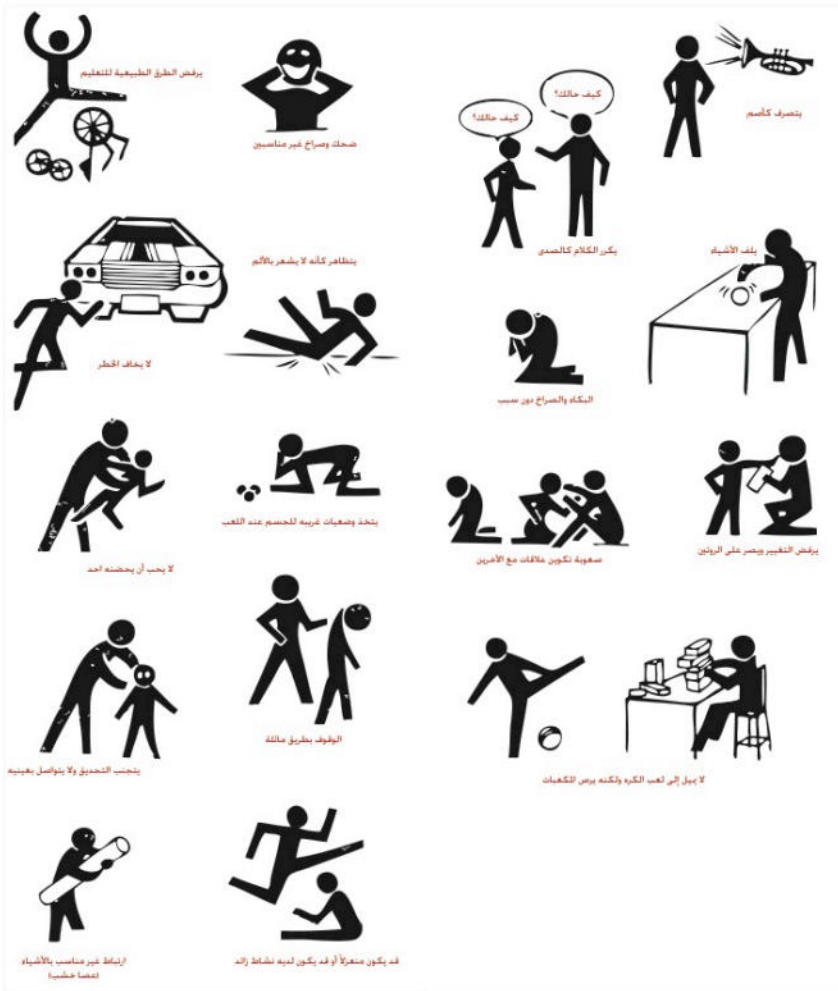 يرفض الطرق الطبيعية للتعليم
ضحك وصراخ غير مناسبين
كيف حالك؟
كيف حالك؟
يتصرف كأصم
يكرر الكلام كالصدى
يلف الأشياء
يتظاهر كأنه لا يشعر بالألم
لا يخاف الخطر
البكاء والصراخ دون سبب
يتخذ وضعيات غريبه للجسم عند اللعب
لا يحب أن يحضنه احد
صعوبة تكوين علاقات مع الآخرين
يرفض التغيير ويصر على الروتين
الوقوف بطريق مائلة
يتجنب التحديق ولا يتواصل بعينيه
لا يميل إلى لعب الكره ولكنه يرص المكعبات
ارتباط غير مناسب بالأشياء
(عصا خشب)
قد يكون منعزلاً أو قد يكون لديه نشاط زائد